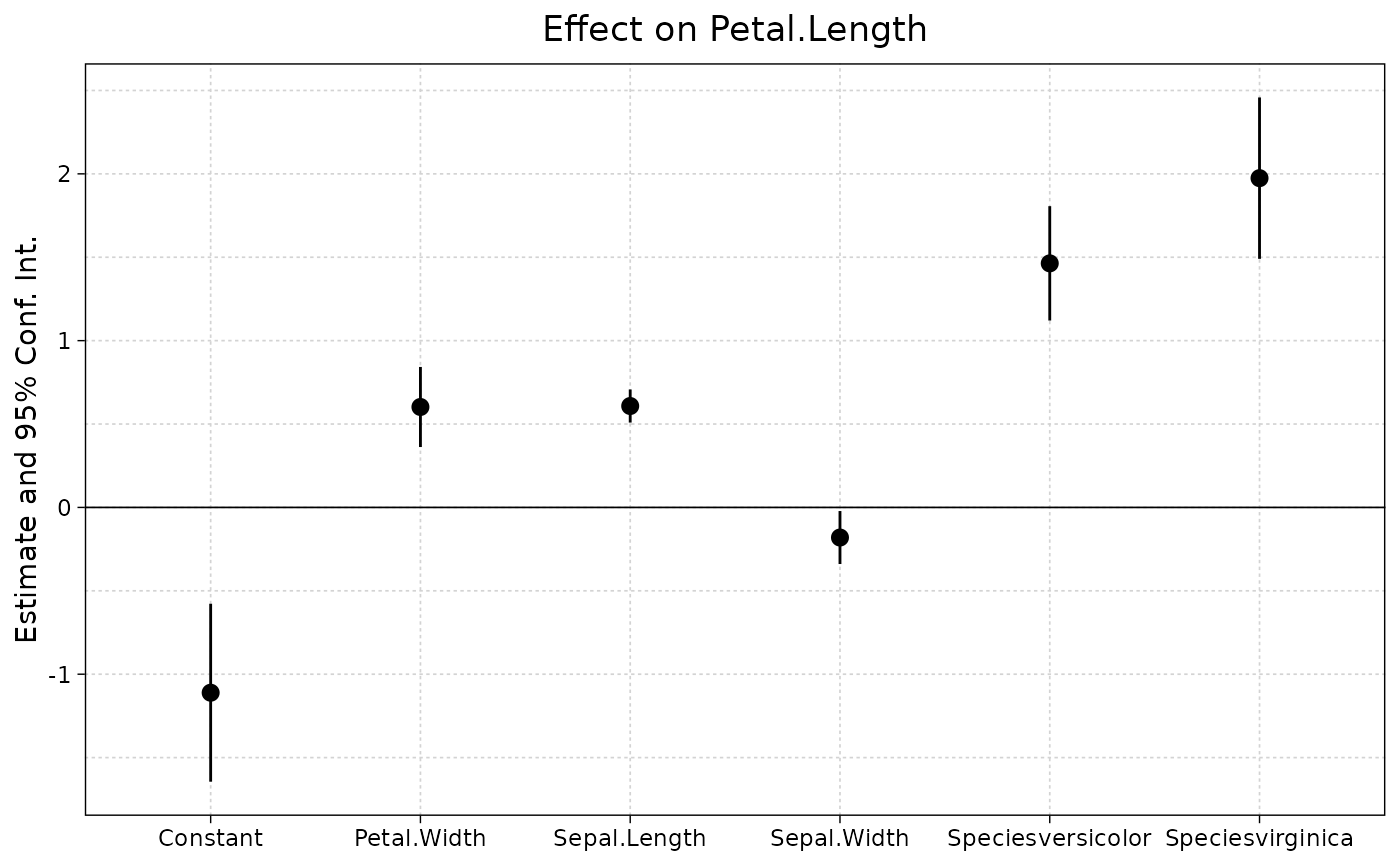 Effect on Petal.Length
Estimate and 95% Conf. Int.
2
1
0
-1
Constant
Petal.Width
Sepal.Length
Sepal.Width
Speciesversicolor
Speciesvirginica